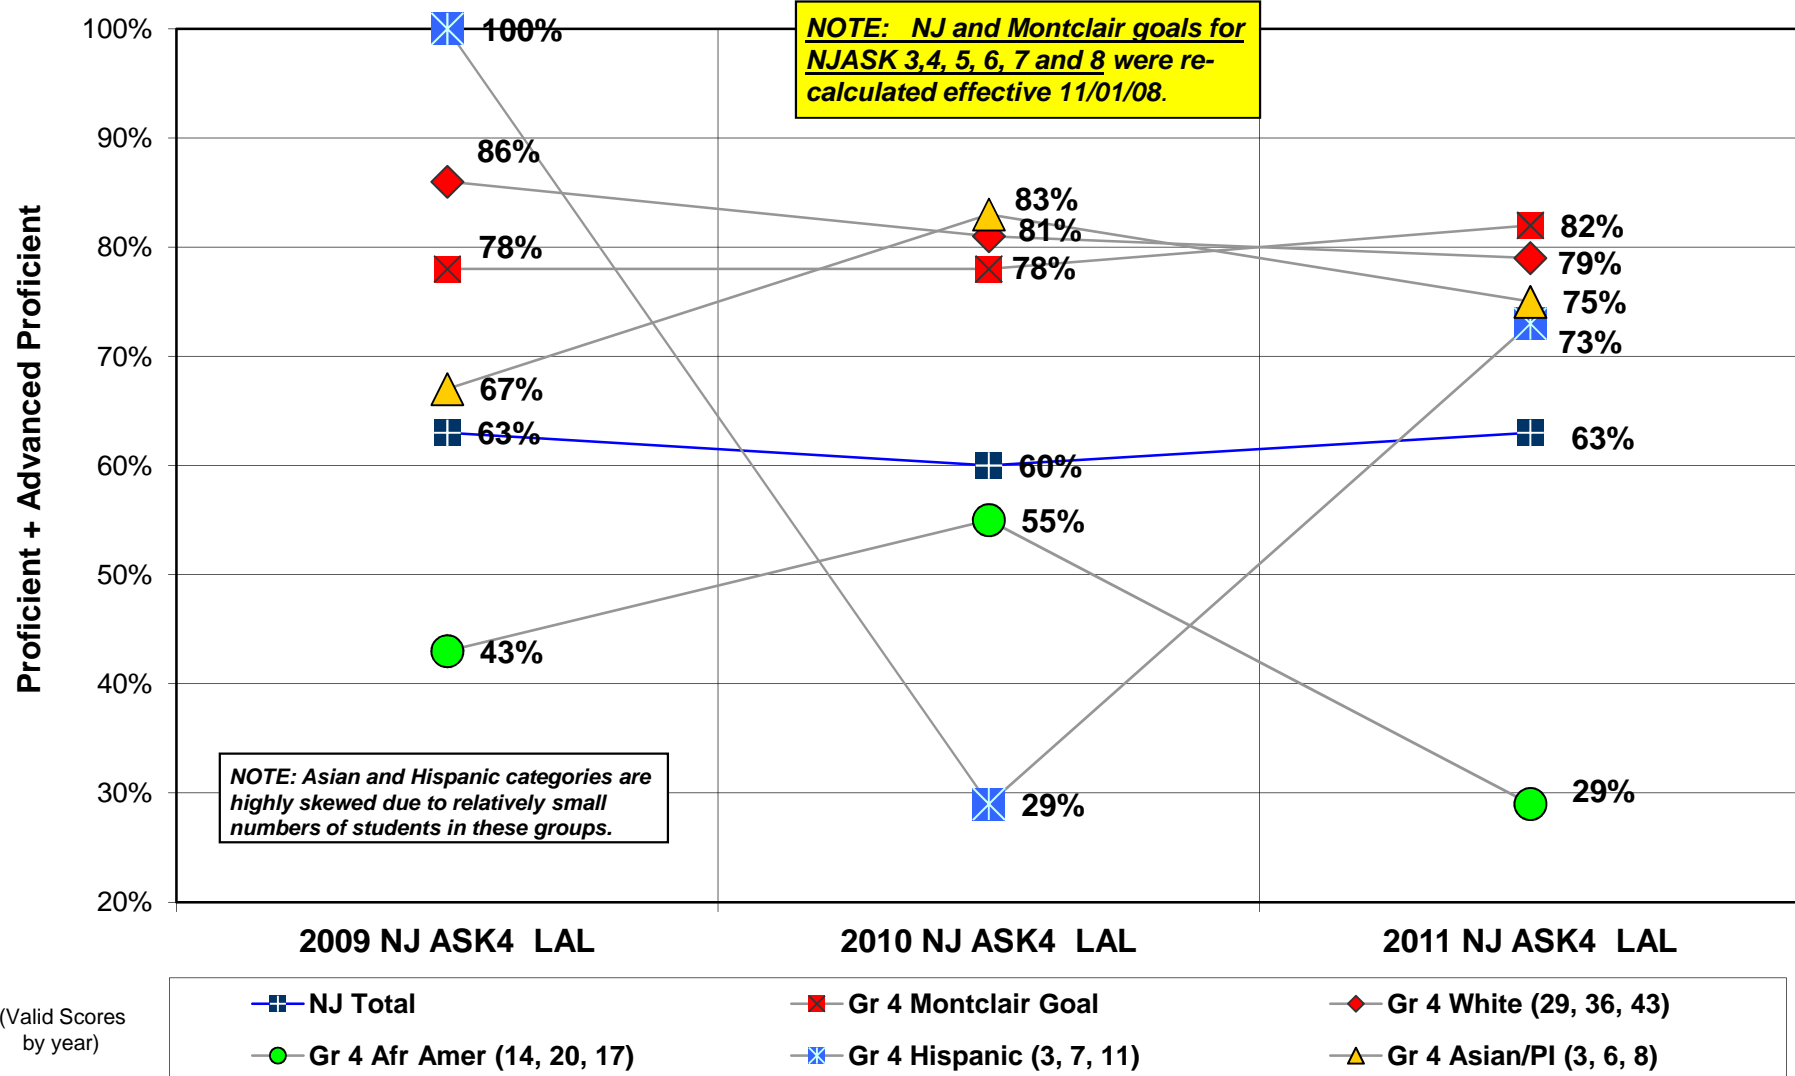 NOTE:   NJ and Montclair goals for
NJASK 3,4, 5, 6, 7 and 8 were re-
calculated effective 11/01/08.
100%
90%
80%
70%
60%
50%
40%
30%
20%
Proficient + Advanced Proficient
100%
86%
78%
67%
63%
43%
83%
81%
78%
60%
55%
29%
82%
79%
75%
73%
63%
29%
NOTE: Asian and Hispanic categories are
highly skewed due to relatively small
numbers of students in these groups.
2009 NJ ASK4  LAL
2010 NJ ASK4  LAL
2011 NJ ASK4  LAL
(Valid Scores
by year)
NJ Total
Gr 4 Montclair Goal
Gr 4 White (29, 36, 43)
Gr 4 Afr Amer (14, 20, 17)
Gr 4 Hispanic (3, 7, 11)
Gr 4 Asian/PI (3, 6, 8)